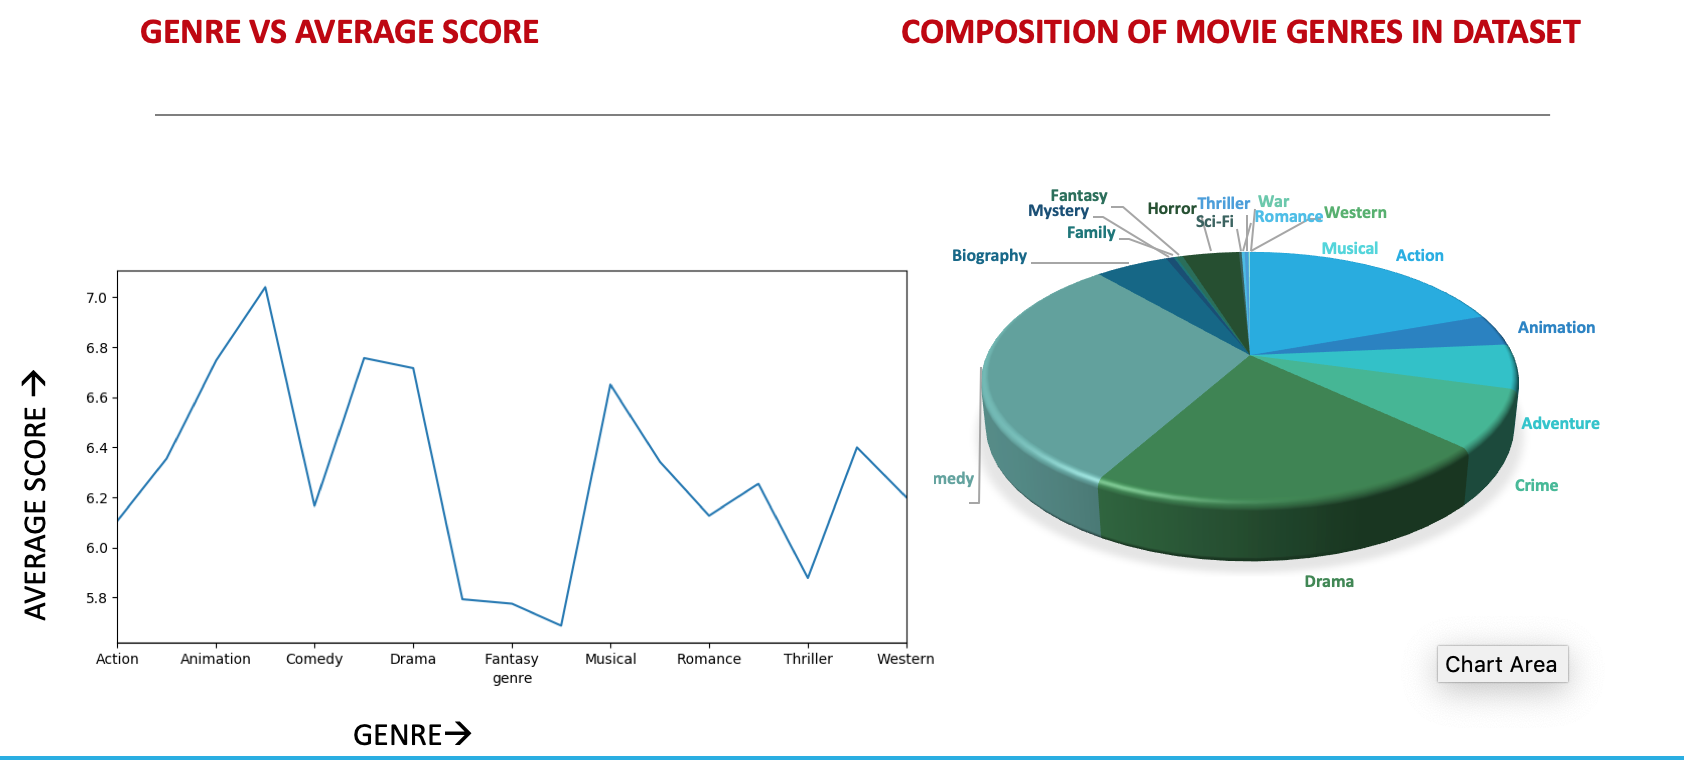 GENRE VS AVERAGE SCORE
COMPOSITION OF MOVIE GENRES IN DATASET
AVERAGE SCORE →
7.0
6.8
6.6
6.4
6.2
6.0
5.8
Action Animation Comedy Drama Fantasy Musical Romance Thriller Western
genre
GENRE→
Fantasy
Mystery
Family
Biography
Horror
Thriller
Sci-Fi
War
Romance
Western
Musical
Action
Animation
Adventure
Crime
Drama
medy
Chart Area